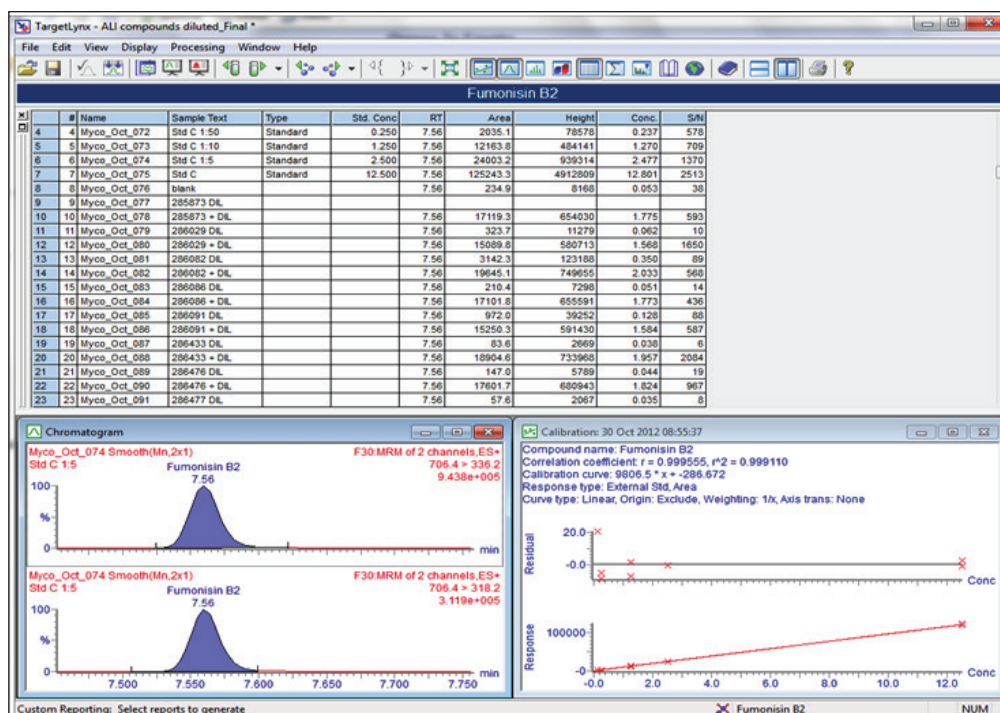 TargetLynx - ALI compounds diluted_Final *
File Edit View Display Processing Window Help
Fumonisin B2
# Name Sample Text Type Std. Conc RT Area Height Conc. S/N
4 4 Myco_Oct_072 Std C 1:50 Standard 0.250 7.56 2035.1 78578 0.237 578
5 5 Myco_Oct_073 Std C 1:10 Standard 1.250 7.56 12163.8 484141 1.270 709
6 6 Myco_Oct_074 Std C 1:5 Standard 2.500 7.56 24003.2 939314 2.477 1370
7 7 Myco_Oct_075 Std C Standard 12.500 7.56 125243.3 4912809 12.801 2513
8 8 Myco_Oct_076 blank 7.56 234.9 8168 0.053 38
9 9 Myco_Oct_077 285873 DIL
10 10 Myco_Oct_078 285873 + DIL 7.56 17119.3 654030 1.775 593
11 11 Myco_Oct_079 286029 DIL 7.56 323.7 11279 0.062 10
12 12 Myco_Oct_080 286029 + DIL 7.56 15089.8 580713 1.568 1650
13 13 Myco_Oct_081 286082 DIL 7.56 3142.3 123188 0.350 89
14 14 Myco_Oct_082 286082 + DIL 7.56 19645.1 749655 2.033 568
15 15 Myco_Oct_083 286086 DIL 7.56 210.4 7298 0.051 14
16 16 Myco_Oct_084 286086 + DIL 7.56 17101.8 655591 1.773 436
17 17 Myco_Oct_085 286091 DIL 7.56 972.0 39252 0.128 88
18 18 Myco_Oct_086 286091 + DIL 7.56 15250.3 591430 1.584 587
19 19 Myco_Oct_087 286433 DIL 7.56 83.6 2669 0.038 6
20 20 Myco_Oct_088 286433 + DIL 7.56 18904.6 733968 1.957 2084
21 21 Myco_Oct_089 286476 DIL 7.56 147.0 5789 0.044 19
22 22 Myco_Oct_090 286476 + DIL 7.56 17601.7 680943 1.824 967
23 23 Myco_Oct_091 286477 DIL 7.56 57.6 2067 0.035 8
Chromatogram
Myco_Oct_074 Smooth(Mn,2x1) F30:MRM of 2 channels,ES+
Std C 1:5 Fumonisin B2 706.4 > 336.2
7.56 9.438e+005
100
%
0
min
Myco_Oct_074 Smooth(Mn,2x1) F30:MRM of 2 channels,ES+
Std C 1:5 Fumonisin B2 706.4 > 318.2
7.56 3.119e+005
100
%
0
min
7.500 7.550 7.600 7.650 7.700 7.750
Calibration: 30 Oct 2012 08:55:37
Compound name: Fumonisin B2
Correlation coefficient: r = 0.999555, r^2 = 0.999110
Calibration curve: 9806.5 * x + -286.672
Response type: External Std, Area
Curve type: Linear, Origin: Exclude, Weighting: 1/x, Axis trans: None
20.0
Residual
-0.0
Conc
100000
Response
-0
Conc
-0.0 2.0 4.0 6.0 8.0 10.0 12.0
Custom Reporting: Select reports to generate Fumonisin B2 NUM